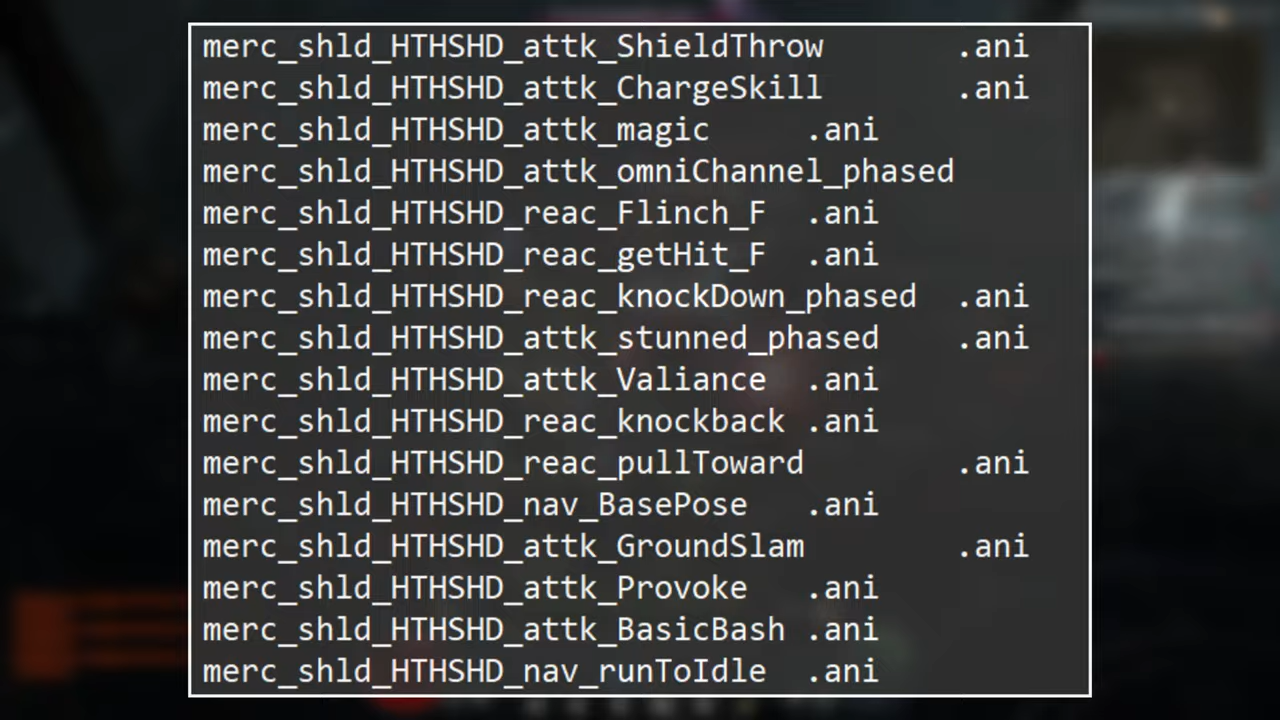 merc_shld_HTHSHD_attk_ShieldThrow .ani
merc_shld_HTHSHD_attk_ChargeSkill .ani
merc_shld_HTHSHD_attk_magic .ani
merc_shld_HTHSHD_attk_omniChannel_phased
merc_shld_HTHSHD_reac_Flinch_F .ani
merc_shld_HTHSHD_reac_getHit_F .ani
merc_shld_HTHSHD_reac_knockDown_phased .ani
merc_shld_HTHSHD_attk_stunned_phased .ani
merc_shld_HTHSHD_attk_Valiance .ani
merc_shld_HTHSHD_reac_knockback .ani
merc_shld_HTHSHD_reac_pullToward .ani
merc_shld_HTHSHD_nav_BasePose .ani
merc_shld_HTHSHD_attk_GroundSlam .ani
merc_shld_HTHSHD_attk_Provoke .ani
merc_shld_HTHSHD_attk_BasicBash .ani
merc_shld_HTHSHD_nav_runToIdle .ani